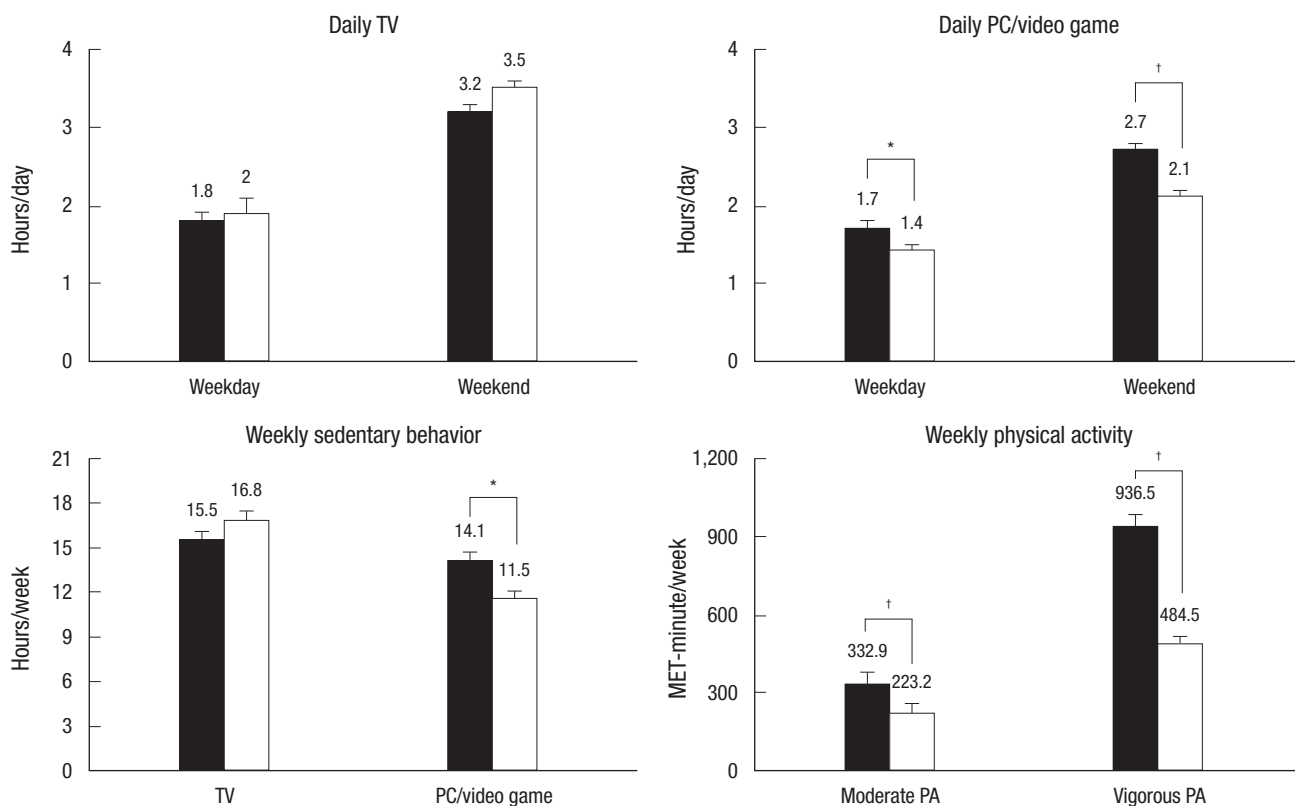 Daily TV
4
3
2
1
0
Hours/day
1.8
2
3.2
3.5
Weekday
Weekend
Daily PC/video game
4
3
2
1
0
Hours/day
*
1.7
1.4
†
2.7
2.1
Weekday
Weekend
Weekly sedentary behavior
21
18
15
12
9
6
3
0
Hours/week
15.5
16.8
*
14.1
11.5
TV
PC/video game
Weekly physical activity
1,200
900
600
300
0
MET-minute/week
†
332.9
223.2
†
936.5
484.5
Moderate PA
Vigorous PA